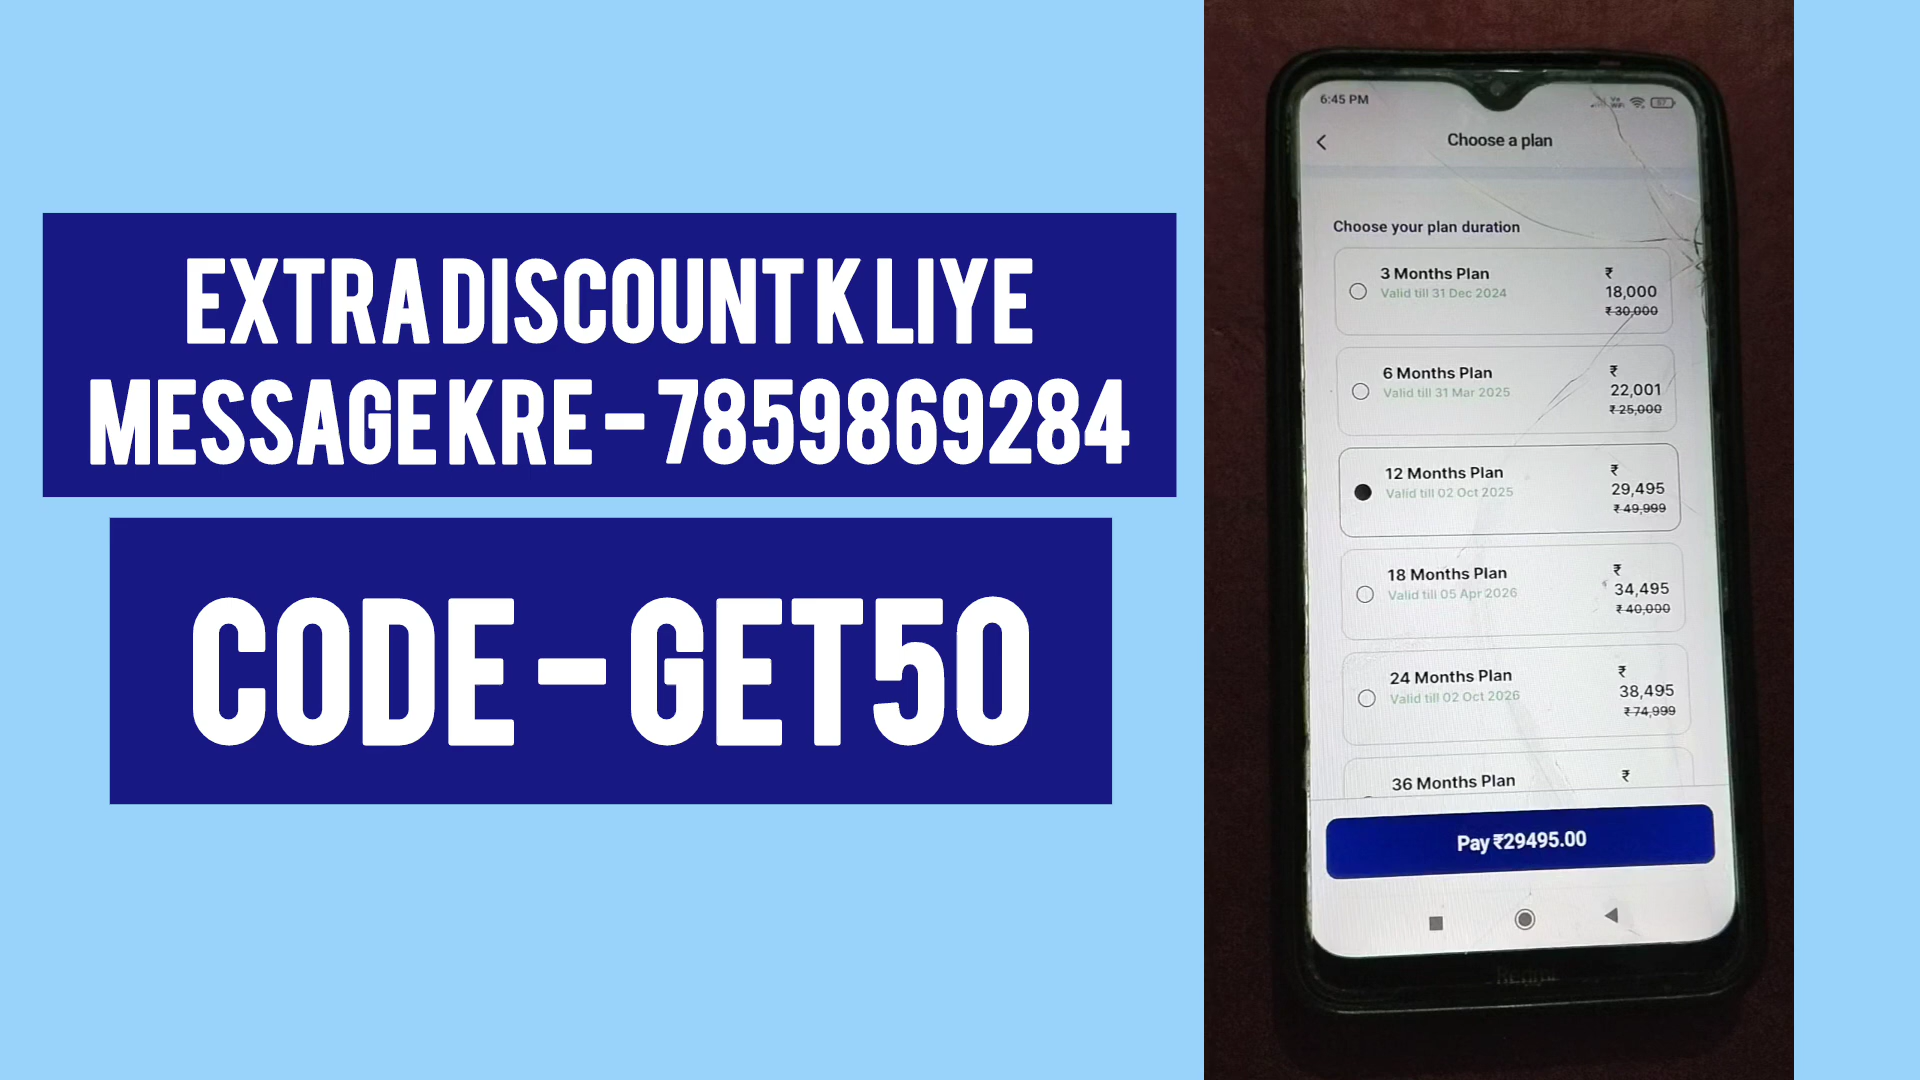 EXTRA DISCOUNT K LIYE
MESSAGE KRE - 7859869284
CODE - GET50
6:45 PM
57
Choose a plan
Choose your plan duration
3 Months Plan
Valid till 31 Dec 2024
₹
18,000
₹ 30,000
6 Months Plan
Valid till 31 Mar 2025
₹
22,001
₹ 25,000
12 Months Plan
Valid till 02 Oct 2025
₹
29,495
₹ 49,999
18 Months Plan
Valid till 05 Apr 2026
₹
34,495
₹ 40,000
24 Months Plan
Valid till 02 Oct 2026
₹
38,495
₹ 74,999
36 Months Plan
₹
Pay ₹29495.00
Redmi